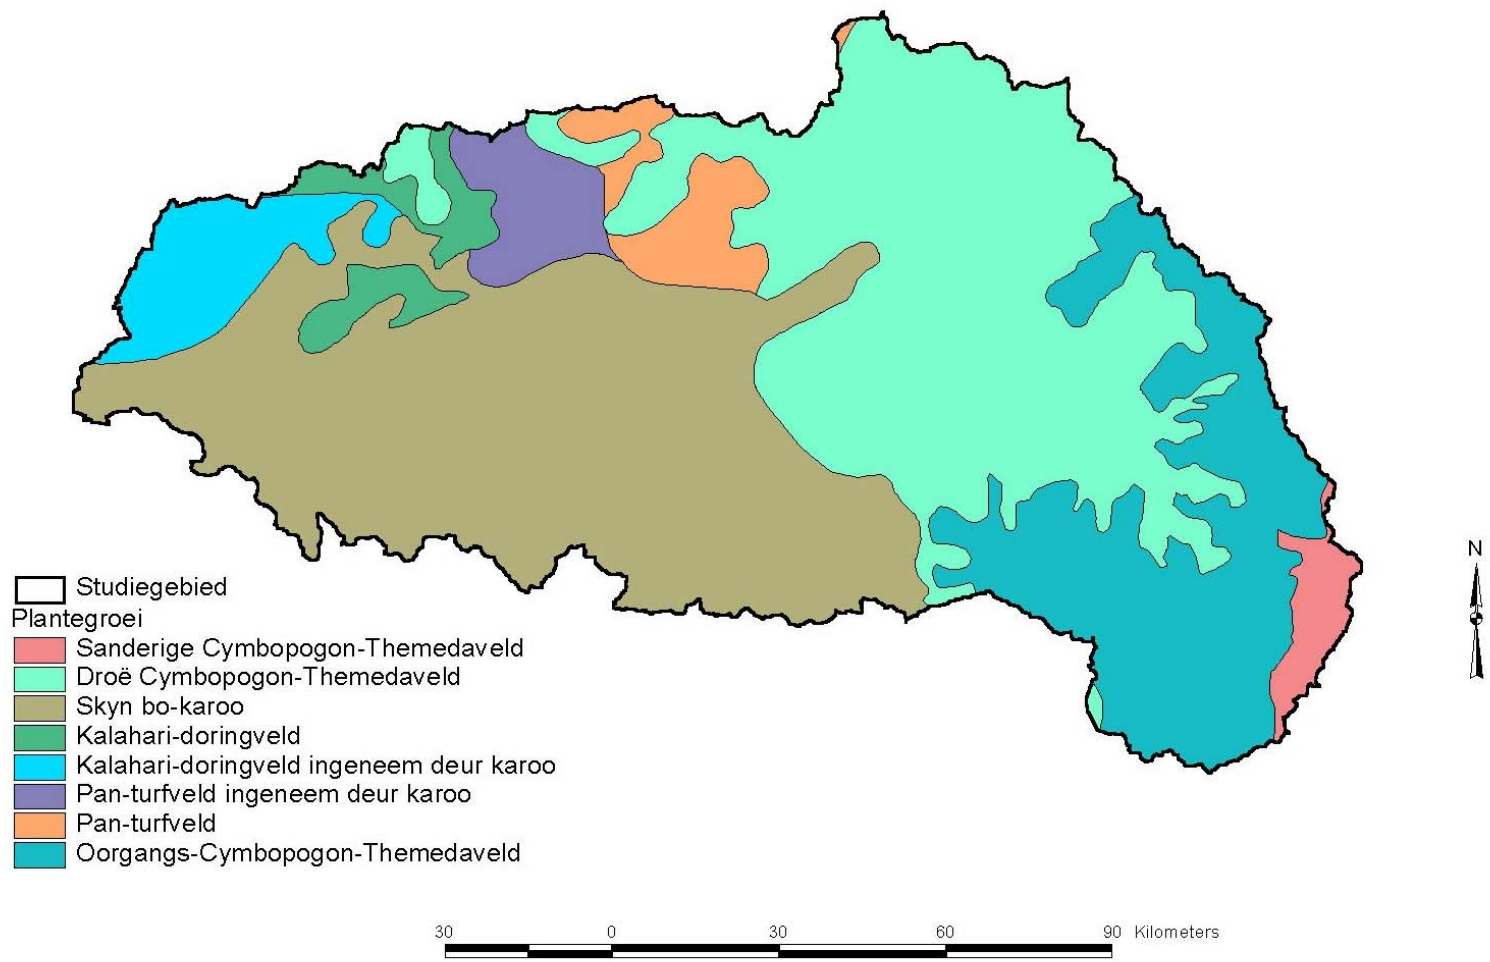 N
Studiegebied
Plantegroei
Sanderige Cymbopogon-Themedaveld
Droë Cymbopogon-Themedaveld
Skyn bo-karoo
Kalahari-doringveld
Kalahari-doringveld ingeneem deur karoo
Pan-turfveld ingeneem deur karoo
Pan-turfveld
Oorgangs-Cymbopogon-Themedaveld
30 0 30 60 90 Kilometers